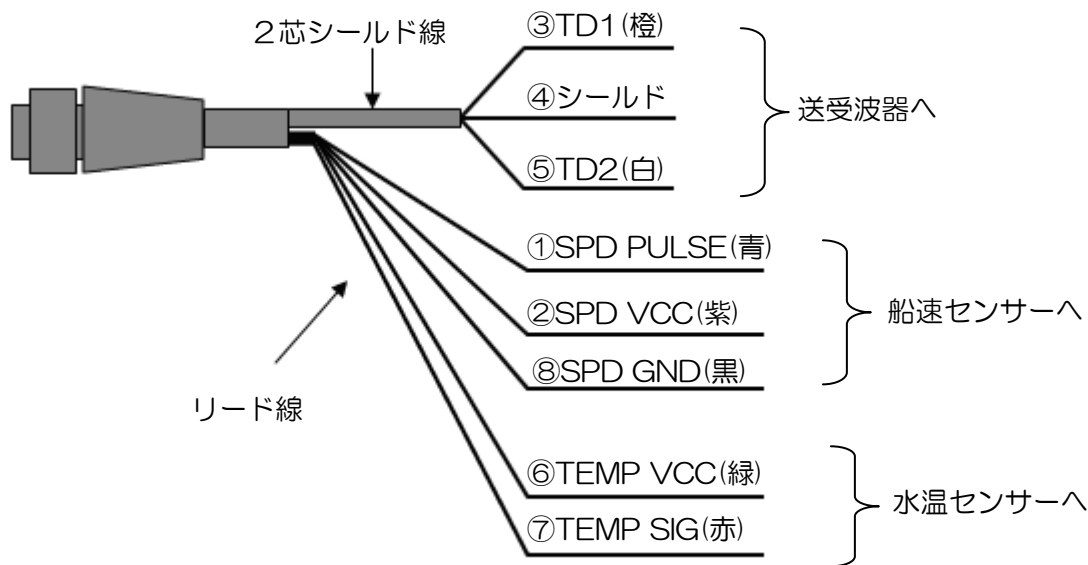 2芯シールド線
③TD1(橙)
④シールド
⑤TD2(白)
送受波器へ
①SPD PULSE(青)
②SPD VCC(紫)
⑧SPD GND(黒)
船速センサーへ
リード線
⑥TEMP VCC(緑)
⑦TEMP SIG(赤)
水温センサーへ